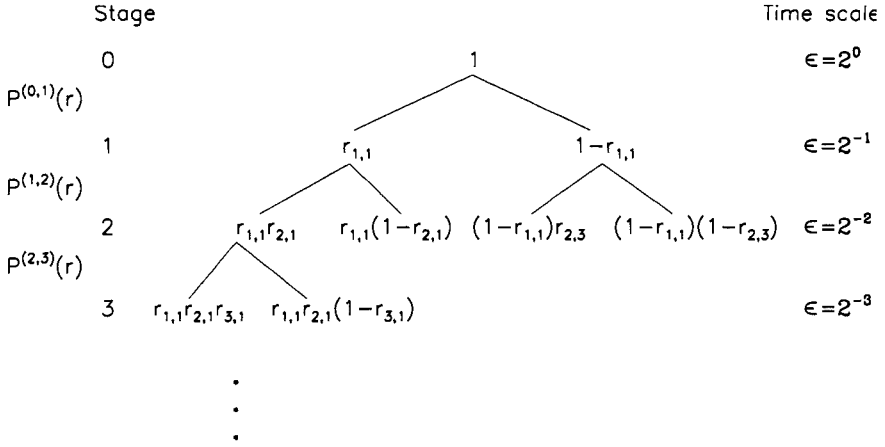 Stage Time scale
0 1 ϵ=2⁰
P⁽⁰,¹⁾(r)
1 r₁,₁ 1−r₁,₁ ϵ=2⁻¹
P⁽¹,²⁾(r)
2 r₁,₁r₂,₁ r₁,₁(1−r₂,₁) (1−r₁,₁)r₂,₃ (1−r₁,₁)(1−r₂,₃) ϵ=2⁻²
P⁽²,³⁾(r)
3 r₁,₁r₂,₁r₃,₁ r₁,₁r₂,₁(1−r₃,₁) ϵ=2⁻³